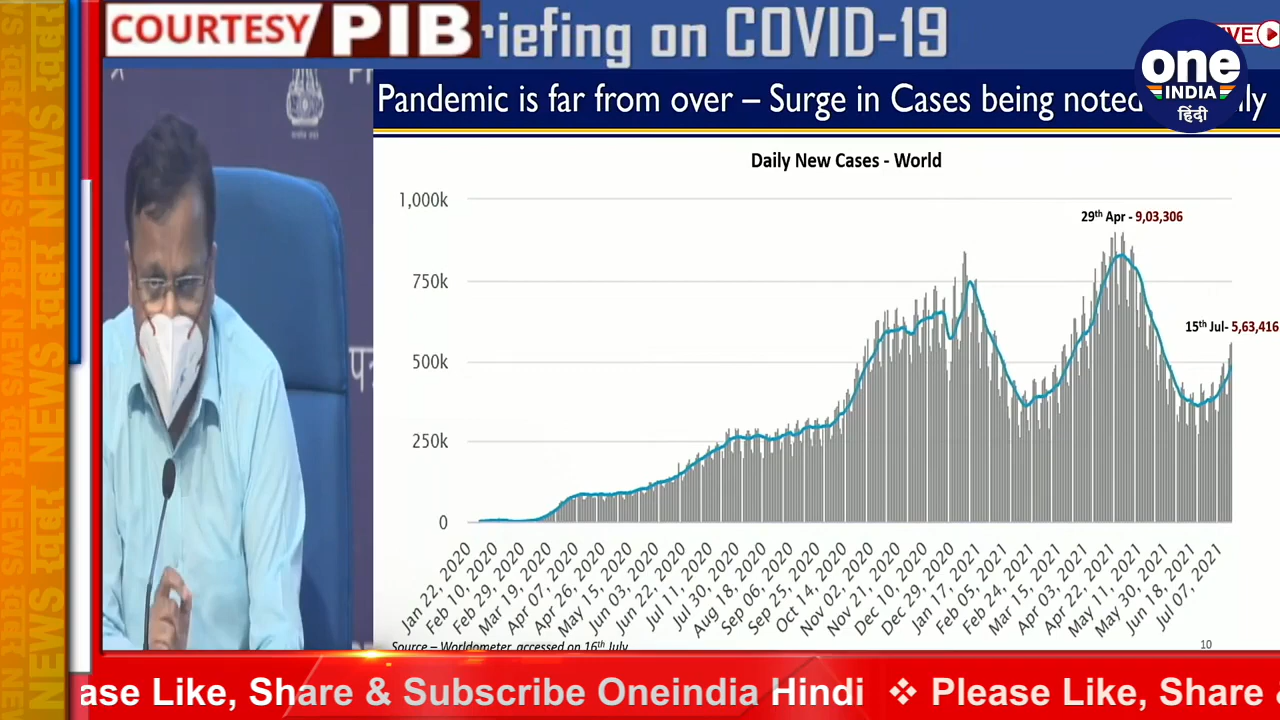 COURTESY PIB riefing on COVID-19
VE
one
INDIA
हिंदी
Pandemic is far from over – Surge in Cases being noted ly
Daily New Cases - World
1,000k
29th Apr - 9,03,306
750k
15th Jul- 5,63,416
500k
250k
0
Jan 22, 2020
Feb 10, 2020
Feb 29, 2020
Mar 19, 2020
Apr 07, 2020
Apr 26, 2020
May 15, 2020
Jun 03, 2020
Jun 22, 2020
Jul 11, 2020
Jul 30, 2020
Aug 18, 2020
Sep 06, 2020
Sep 25, 2020
Oct 14, 2020
Nov 02, 2020
Nov 21, 2020
Dec 10, 2020
Dec 29, 2020
Jan 17, 2021
Feb 05, 2021
Feb 24, 2021
Mar 15, 2021
Apr 03, 2021
Apr 22, 2021
May 11, 2021
May 30, 2021
Jun 18, 2021
Jul 07, 2021
Source – Worldometer, accessed on 16th July
10
NEWS खबर NEWS खबर NEWS
ase Like, Share & Subscribe Oneindia Hindi ❖ Please Like, Share &